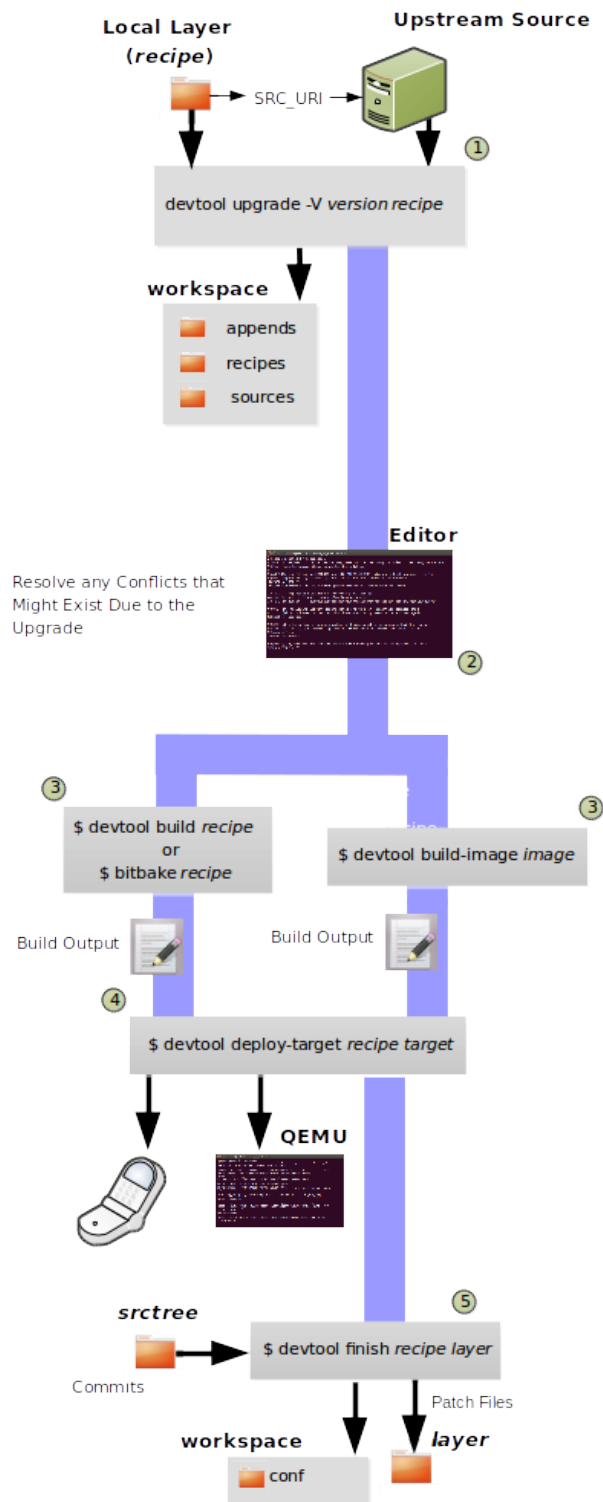 Upstream Source
Local Layer
(recipe)
SRC_URI
1
devtool upgrade -V version recipe
workspace
appends
recipes
sources
Editor
Resolve any Conflicts that
Might Exist Due to the
Upgrade
2
3
3
$ devtool build recipe
or
$ bitbake recipe
$ devtool build-image image
Build Output
Build Output
4
$ devtool deploy-target recipe target
QEMU
5
srctree
$ devtool finish recipe layer
Commits
Patch Files
workspace
layer
conf